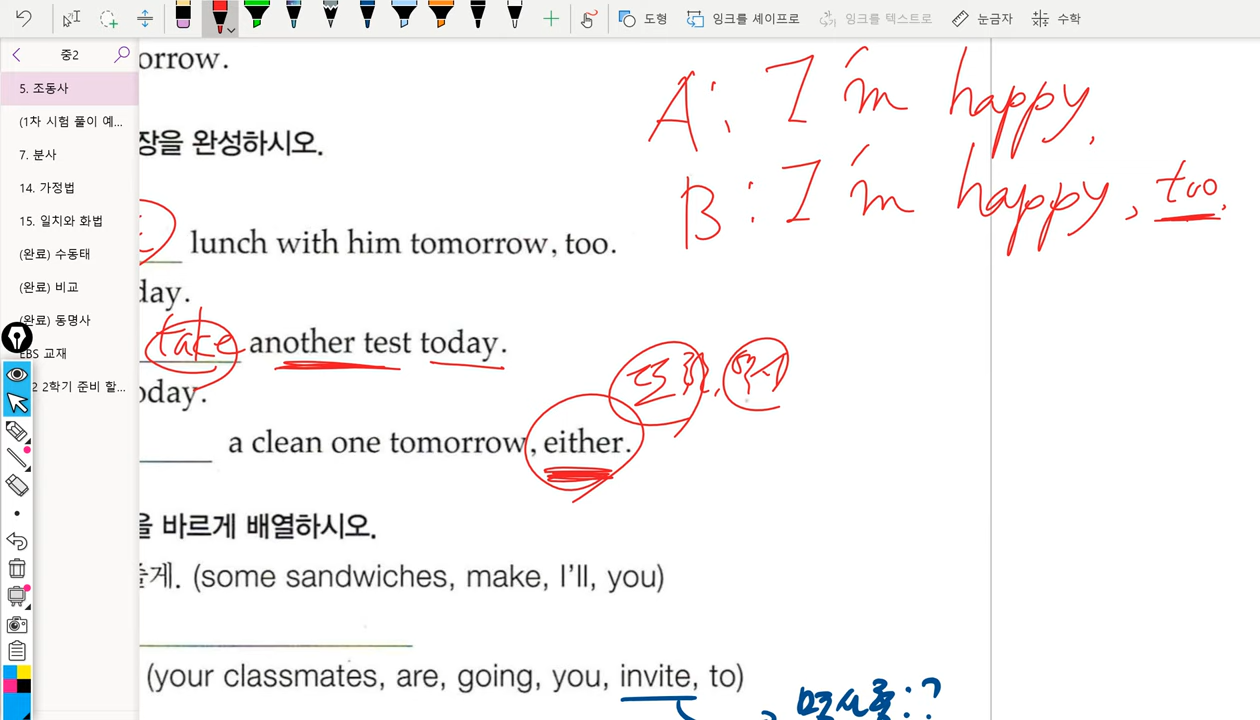 도형
잉크를 셰이프로
잉크를 텍스트로
눈금자
수학
중2
5. 조동사
(1차 시험 풀이 예...
7. 분사
14. 가정법
15. 일치와 화법
(완료) 수동태
(완료) 비교
(완료) 동명사
EBS 교재
2 2학기 준비 할...
orrow.
장을 완성하시오.
lunch with him tomorrow, too.
day.
take another test today.
oday.
a clean one tomorrow, either.
또한, 역시
을 바르게 배열하시오.
들게. (some sandwiches, make, I'll, you)
(your classmates, are, going, you, invite, to)
A: I'm happy.
B: I'm happy, too.